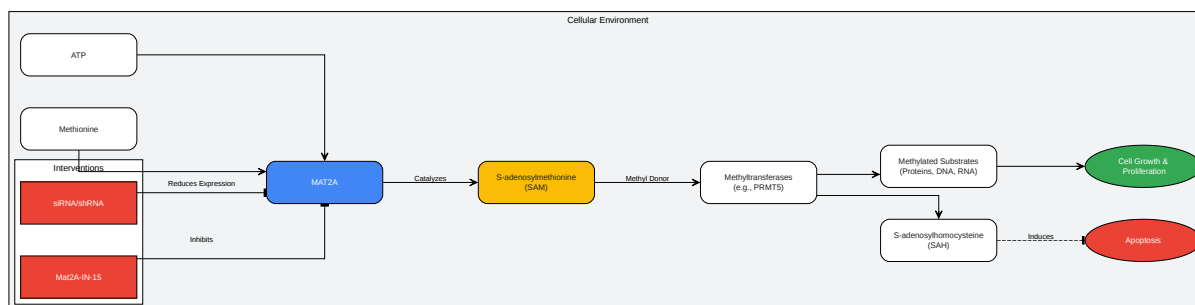 Cellular Environment
ATP
Methionine
Interventions
siRNA/shRNA
Mat2A-IN-15
Reduces Expression
Inhibits
MAT2A
Catalyzes
S-adenosylmethionine
(SAM)
Methyl Donor
Methyltransferases
(e.g., PRMT5)
Methylated Substrates
(Proteins, DNA, RNA)
Cell Growth &
Proliferation
S-adenosylhomocysteine
(SAH)
Induces
Apoptosis